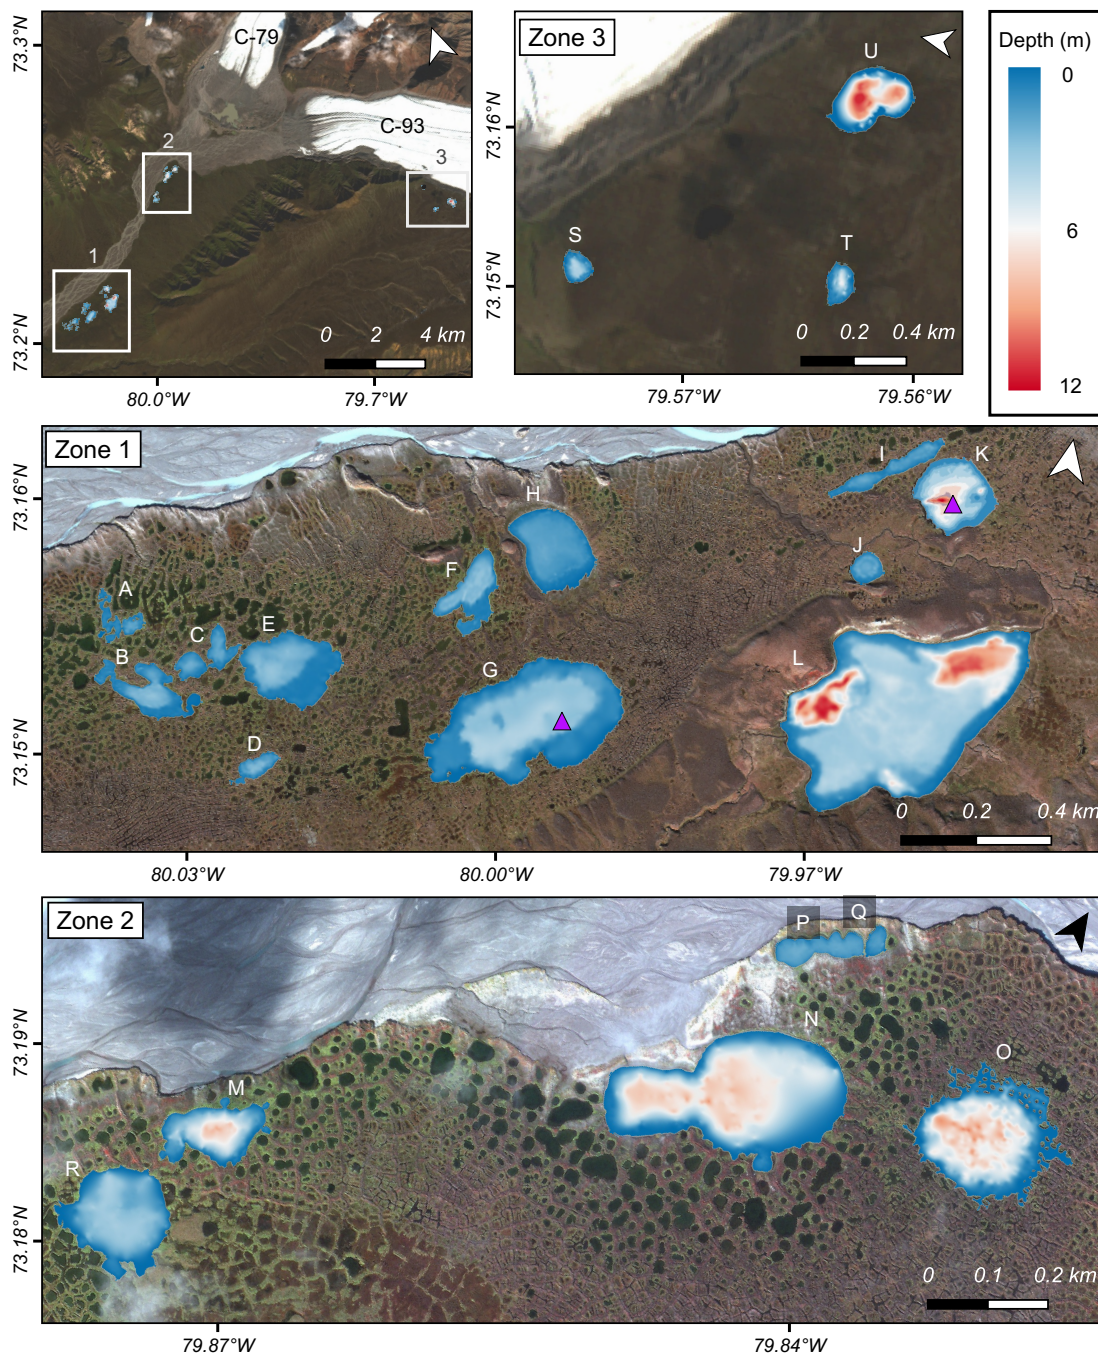 73.3°N
73.2°N
80.0°W
79.7°W
C-79
C-93
1
2
3
0 2 4 km
Zone 3
73.16°N
73.15°N
79.57°W
79.56°W
S
T
U
0 0.2 0.4 km
Depth (m)
0
6
12
Zone 1
73.16°N
73.15°N
80.03°W
80.00°W
79.97°W
A
B
C
D
E
F
G
H
I
J
K
L
0 0.2 0.4 km
Zone 2
73.19°N
73.18°N
79.87°W
79.84°W
M
N
O
P
Q
R
0 0.1 0.2 km